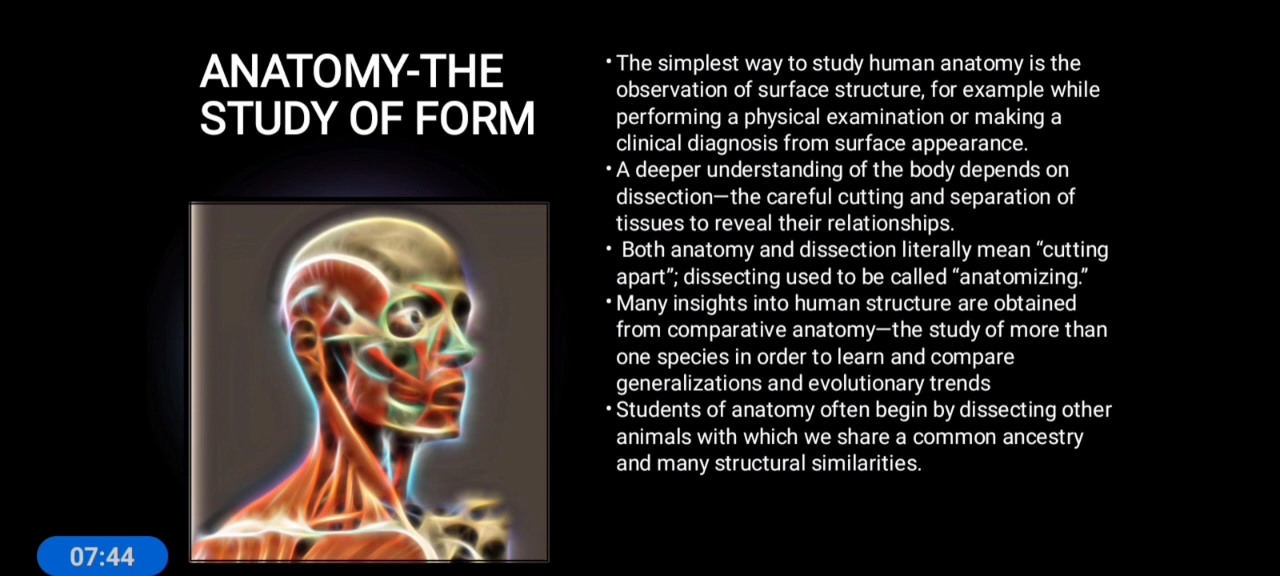 ANATOMY-THE
STUDY OF FORM
• The simplest way to study human anatomy is the
observation of surface structure, for example while
performing a physical examination or making a
clinical diagnosis from surface appearance.
• A deeper understanding of the body depends on
dissection—the careful cutting and separation of
tissues to reveal their relationships.
• Both anatomy and dissection literally mean “cutting
apart”; dissecting used to be called “anatomizing.”
• Many insights into human structure are obtained
from comparative anatomy—the study of more than
one species in order to learn and compare
generalizations and evolutionary trends
• Students of anatomy often begin by dissecting other
animals with which we share a common ancestry
and many structural similarities.
07:44